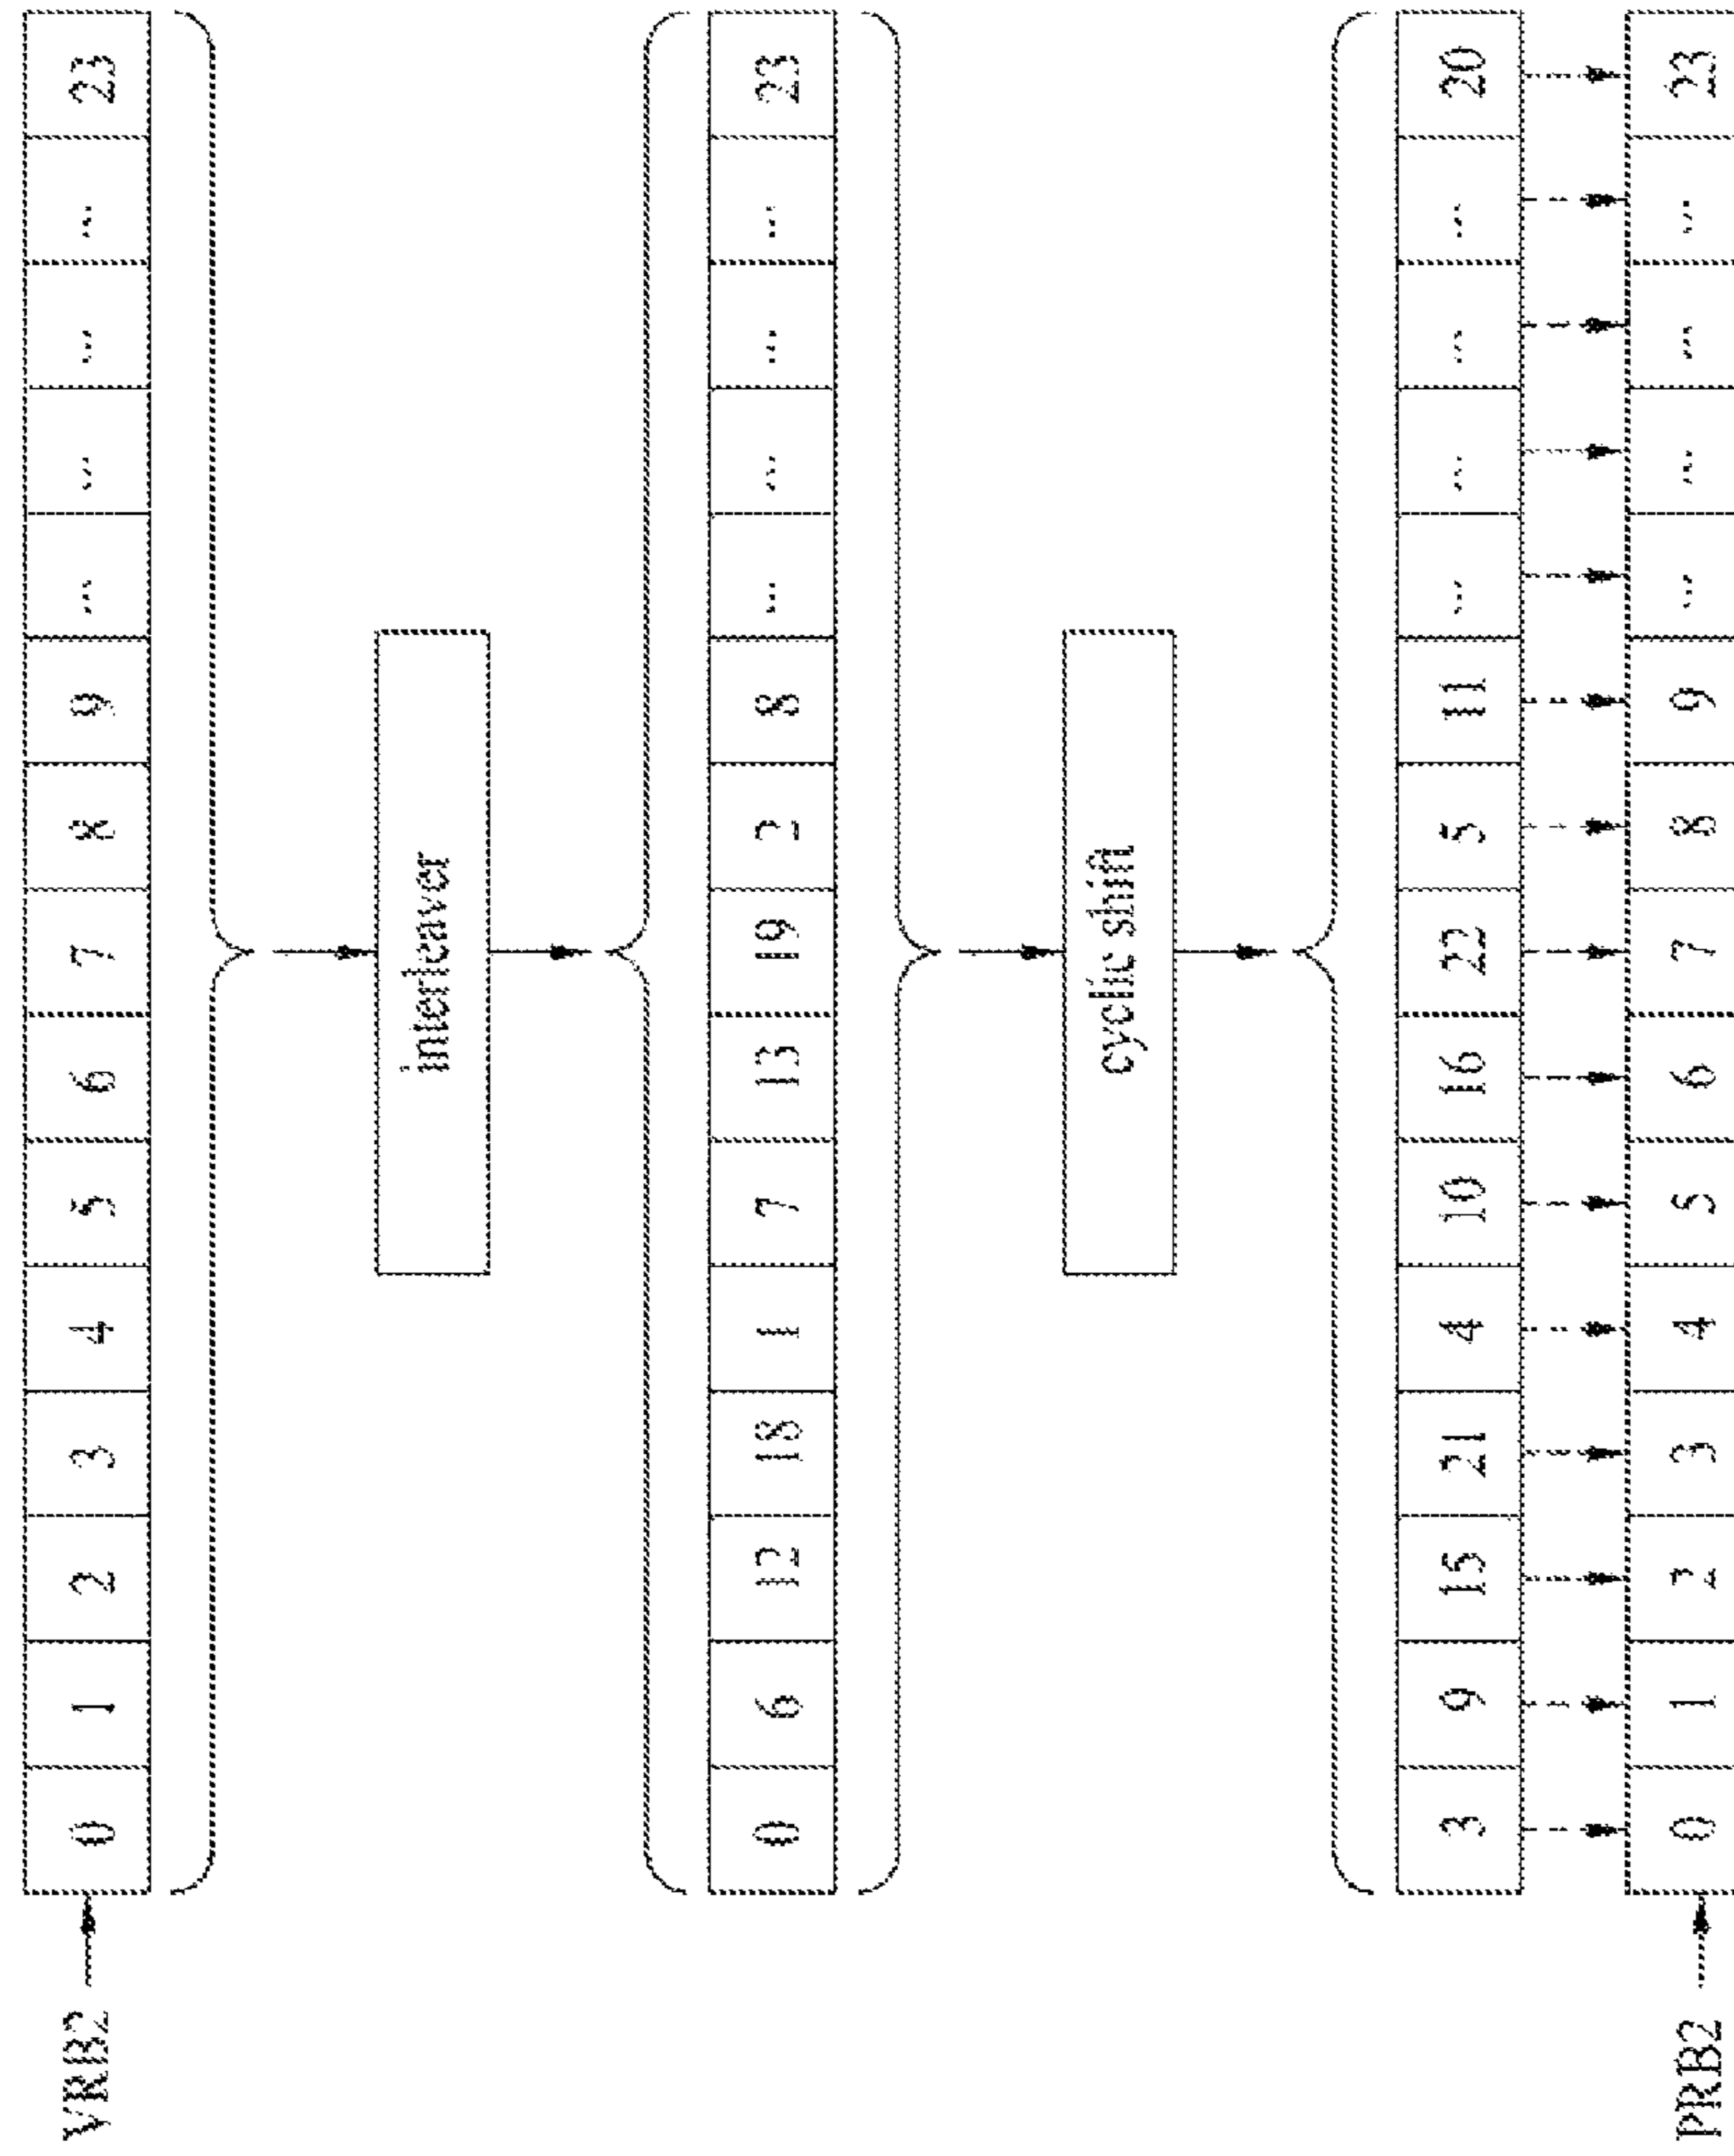 VRB2 0 1 2 3 4 5 6 7 8 9 ... ... ... ... 23
interleaver
0 6 12 18 1 7 13 19 2 8 ... ... ... ... 23
cyclic shift
3 9 15 21 4 10 16 22 5 11 ... ... ... ... 20
PRB2 0 1 2 3 4 5 6 7 8 9 ... ... ... ... 23